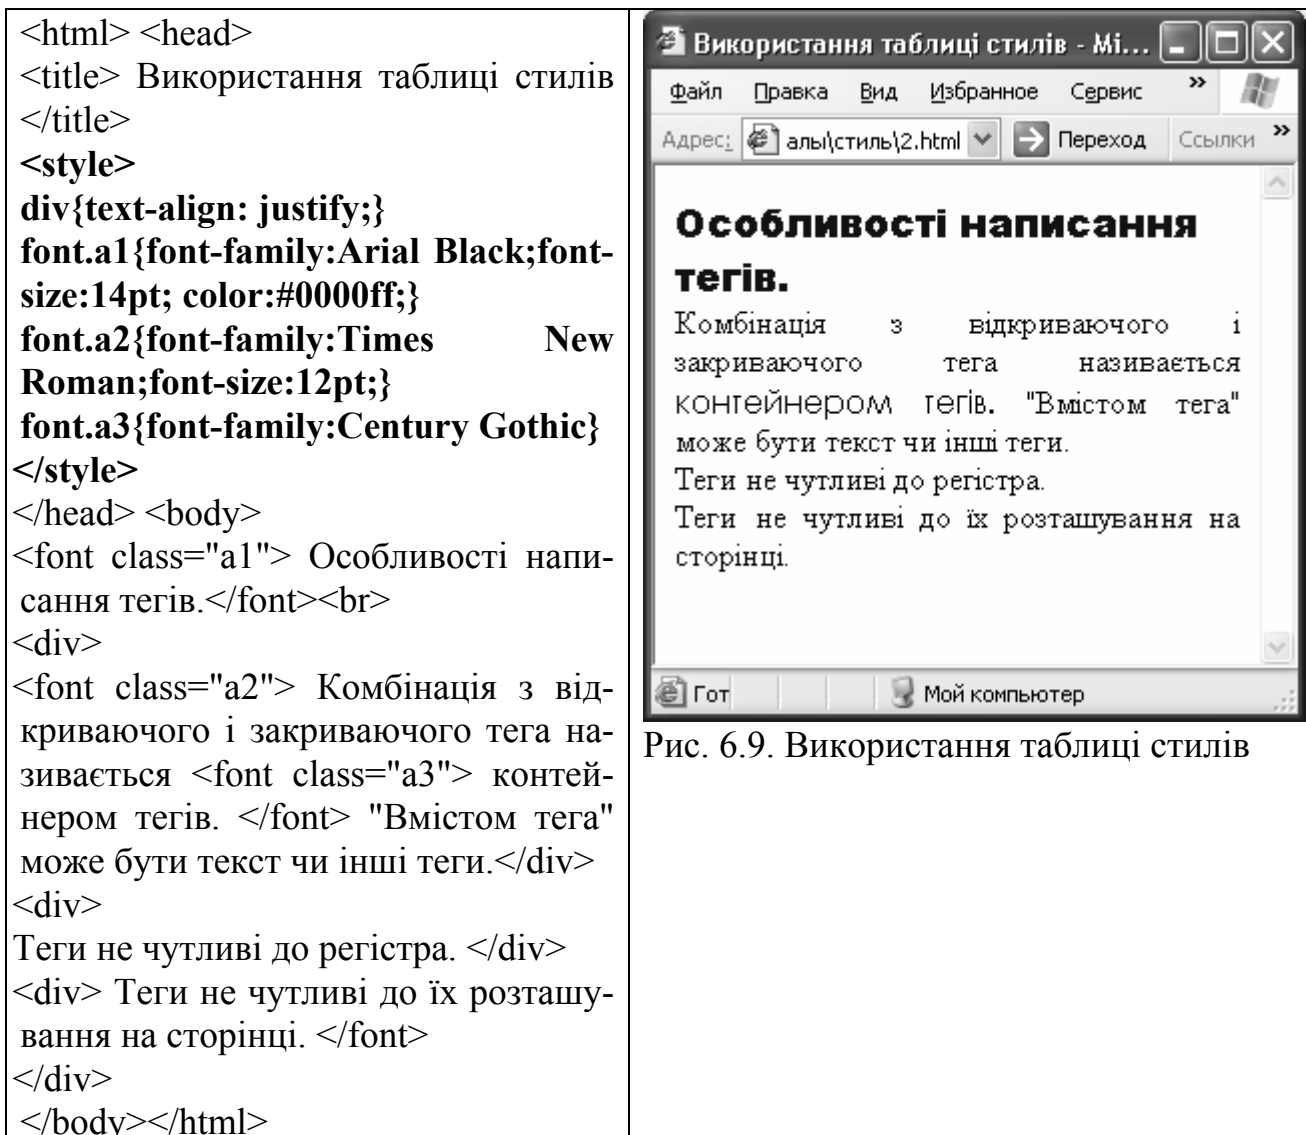 <html> <head>
<title> Використання таблиці стилів
</title>
<style>
div{text-align: justify;}
font.a1{font-family:Arial Black;font-
size:14pt; color:#0000ff;}
font.a2{font-family:Times New
Roman;font-size:12pt;}
font.a3{font-family:Century Gothic}
</style>
</head> <body>
<font class="a1"> Особливості напи-
сання тегів.</font><br>
<div>
<font class="a2"> Комбінація з від-
криваючого і закриваючого тега на-
зивається <font class="a3"> контей-
нером тегів. </font> "Вмістом тега"
може бути текст чи інші теги.</div>
<div>
Теги не чутливі до регістра. </div>
<div> Теги не чутливі до їх розташу-
вання на сторінці. </font>
</div>
</body></html>
Використання таблиці стилів - Mi...
Файл Правка Вид Избранное Сервис »
Адрес: алы\стиль\2.html Переход Ссылки »
Особливості написання
тегів.
Комбінація з відкриваючого і
закриваючого тега називається
контейнером тегів. "Вмістом тега"
може бути текст чи інші теги.
Теги не чутливі до регістра.
Теги не чутливі до їх розташування на
сторінці.
Гот Мой компьютер
Рис. 6.9. Використання таблиці стилів